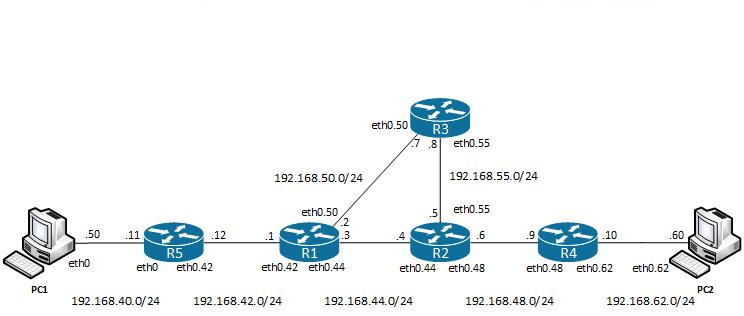 eth0.50
R3
.7
.8
eth0.55
192.168.50.0/24
192.168.55.0/24
eth0.50
.2
.5
eth0.55
.50
.11
.12
.1
.3
.4
.6
.9
.10
.60
R5
R1
R2
R4
eth0
eth0
eth0.42
eth0.42
eth0.44
eth0.44
eth0.48
eth0.48
eth0.62
eth0.62
PC1
PC2
192.168.40.0/24
192.168.42.0/24
192.168.44.0/24
192.168.48.0/24
192.168.62.0/24